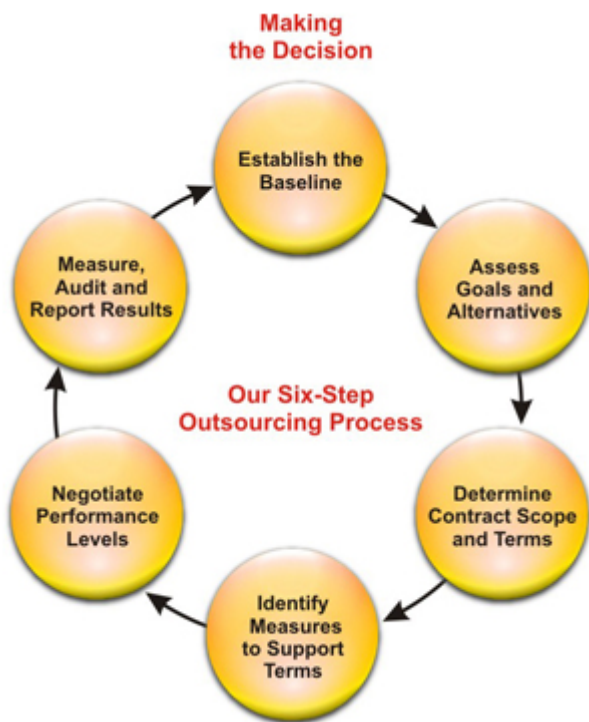 Making
the Decision
Establish the
Baseline
Assess
Goals and
Alternatives
Determine
Contract Scope
and Terms
Identify
Measures
to Support
Terms
Negotiate
Performance
Levels
Measure,
Audit and
Report Results
Our Six-Step
Outsourcing Process